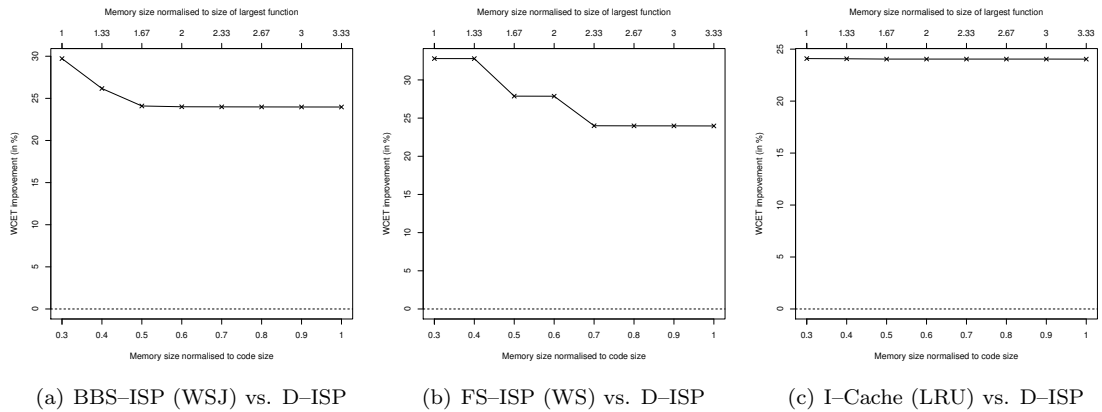 Memory size normalised to size of largest function
1 1.33 1.67 2 2.33 2.67 3 3.33
WCET improvement (in %)
30
25
20
15
10
5
0
0.3 0.4 0.5 0.6 0.7 0.8 0.9 1
Memory size normalised to code size
(a) BBS–ISP (WSJ) vs. D–ISP
Memory size normalised to size of largest function
1 1.33 1.67 2 2.33 2.67 3 3.33
WCET improvement (in %)
30
25
20
15
10
5
0
0.3 0.4 0.5 0.6 0.7 0.8 0.9 1
Memory size normalised to code size
(b) FS–ISP (WS) vs. D–ISP
Memory size normalised to size of largest function
1 1.33 1.67 2 2.33 2.67 3 3.33
WCET improvement (in %)
25
20
15
10
5
0
0.3 0.4 0.5 0.6 0.7 0.8 0.9 1
Memory size normalised to code size
(c) I–Cache (LRU) vs. D–ISP